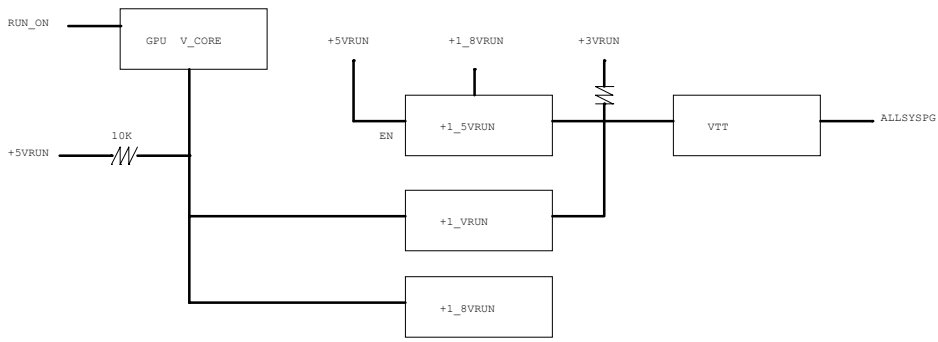 RUN_ON
GPU V_CORE
+5VRUN
+1_8VRUN
+3VRUN
+1_5VRUN
VTT
ALLSYSPG
EN
10K
+5VRUN
+1_VRUN
+1_8VRUN